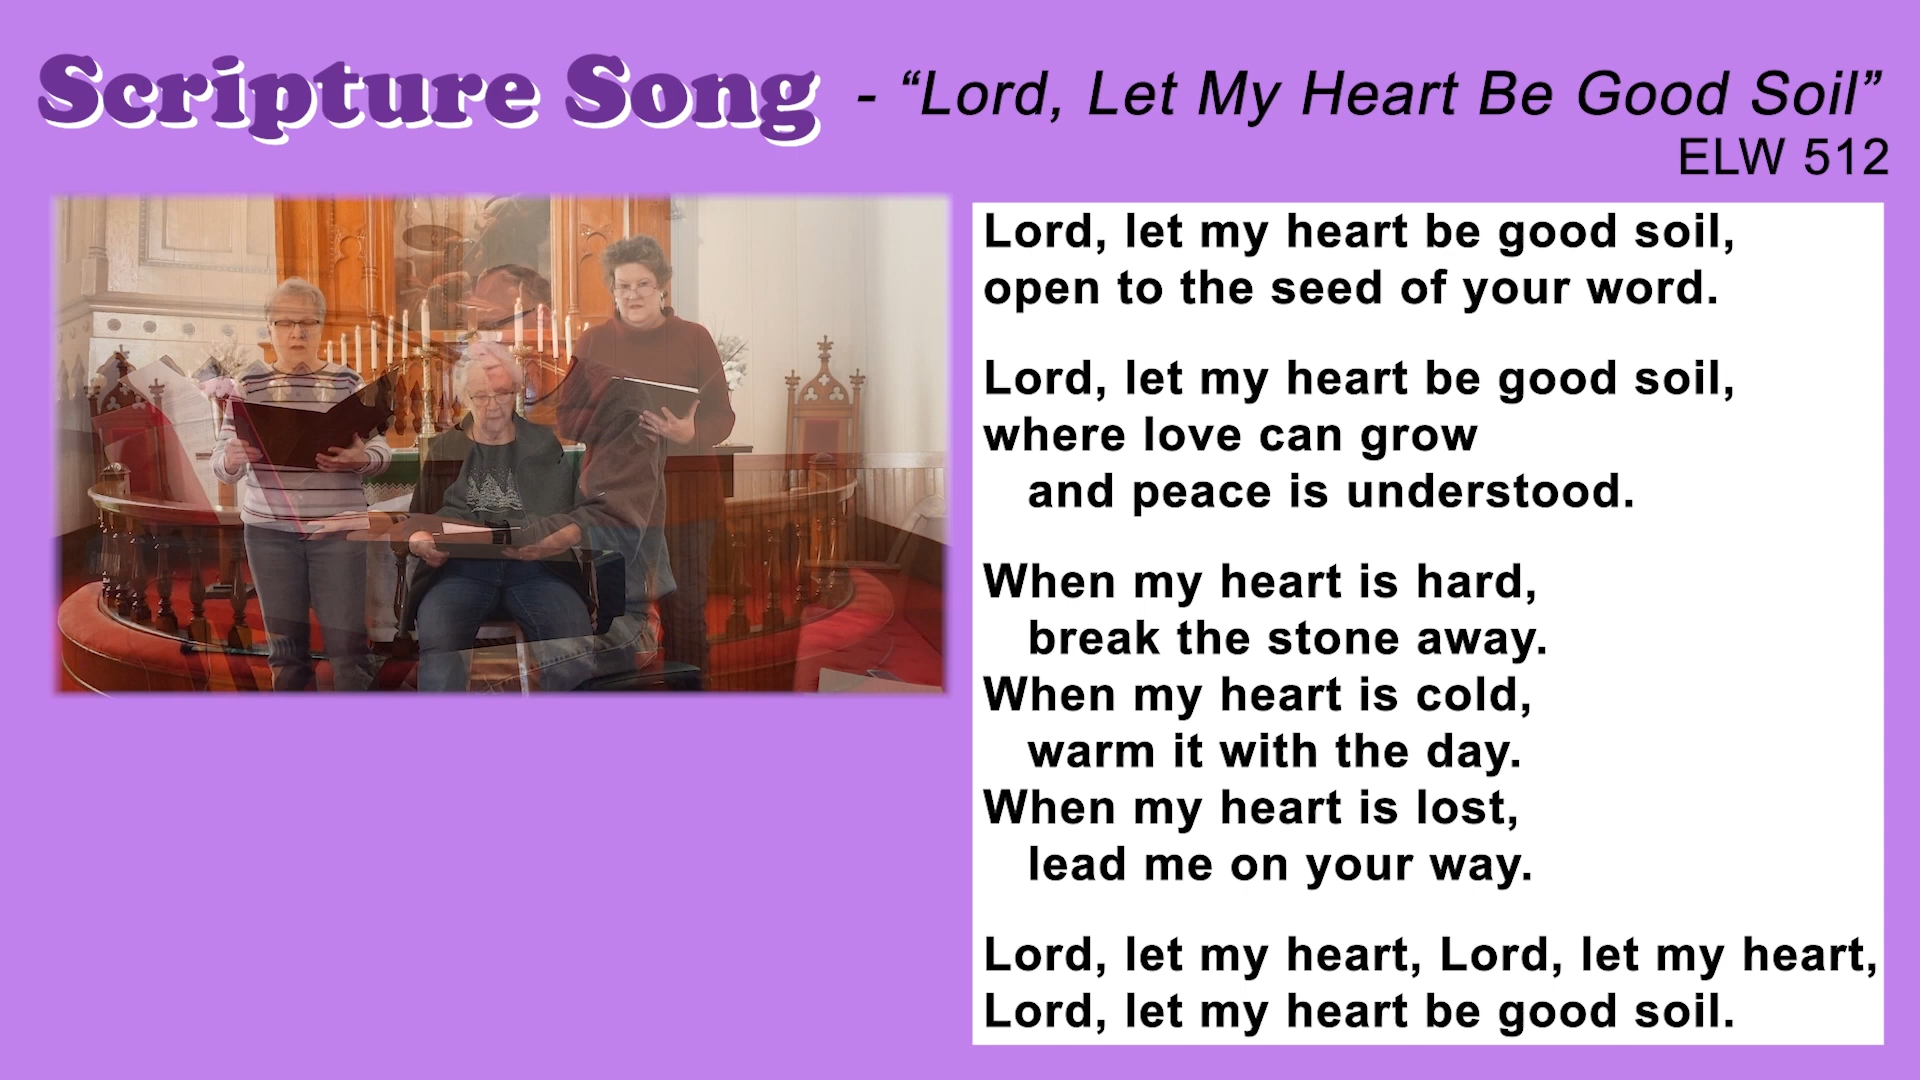 Scripture Song - “Lord, Let My Heart Be Good Soil”
ELW 512
Lord, let my heart be good soil,
open to the seed of your word.
Lord, let my heart be good soil,
where love can grow
and peace is understood.
When my heart is hard,
break the stone away.
When my heart is cold,
warm it with the day.
When my heart is lost,
lead me on your way.
Lord, let my heart, Lord, let my heart,
Lord, let my heart be good soil.